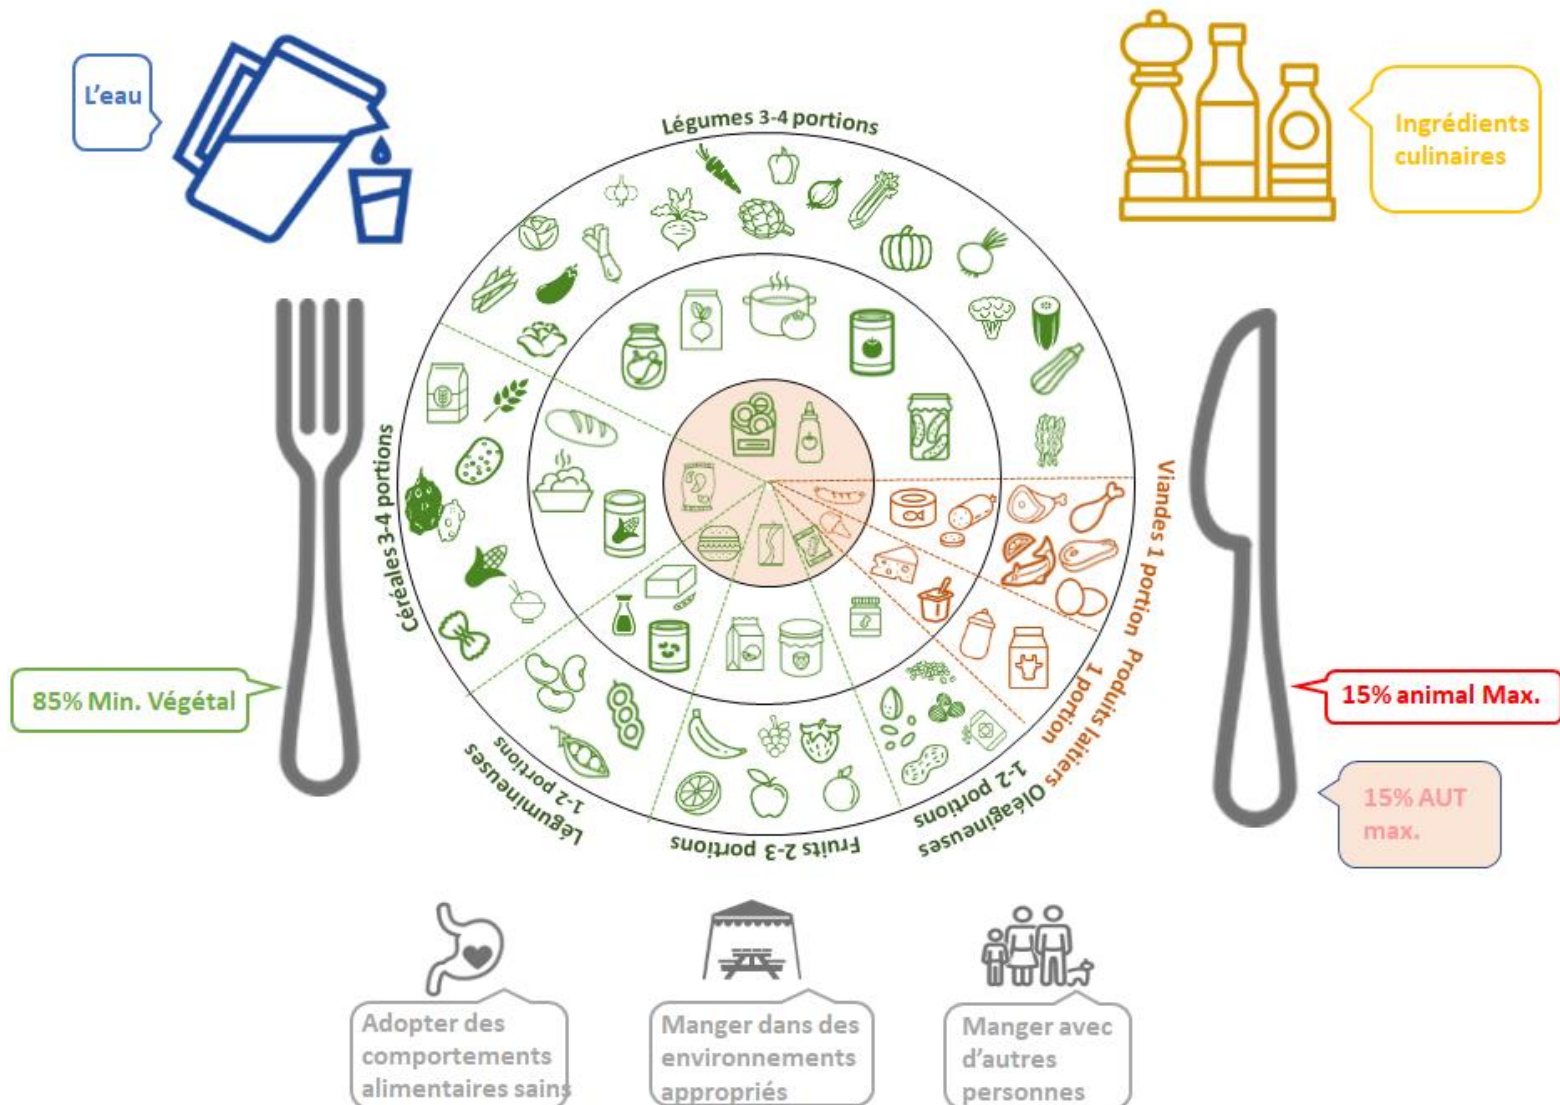 L'eau
Ingrédients
culinaires
Légumes 3-4 portions
Céréales 3-4 portions
Viandes 1 portion
Produits laitiers
1 portion
85% Min. Végétal
15% animal Max.
15% AUT
max.
Légumineuses
1-2 portions
Fruits 2-3 portions
Oléagineuses
1-2 portions
Adopter des
comportements
alimentaires sains
Manger dans des
environnements
appropriés
Manger avec
d'autres
personnes